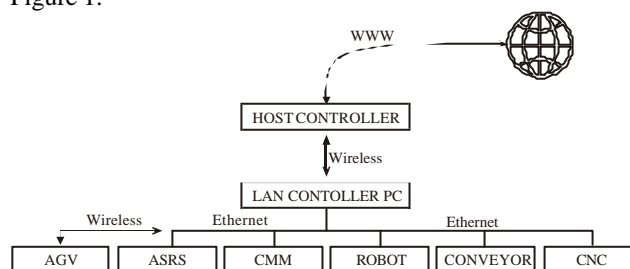 Figure 1.
WWW
HOST CONTROLLER
Wireless
LAN CONTOLLER PC
Wireless Ethernet Ethernet
AGV ASRS CMM ROBOT CONVEYOR CNC